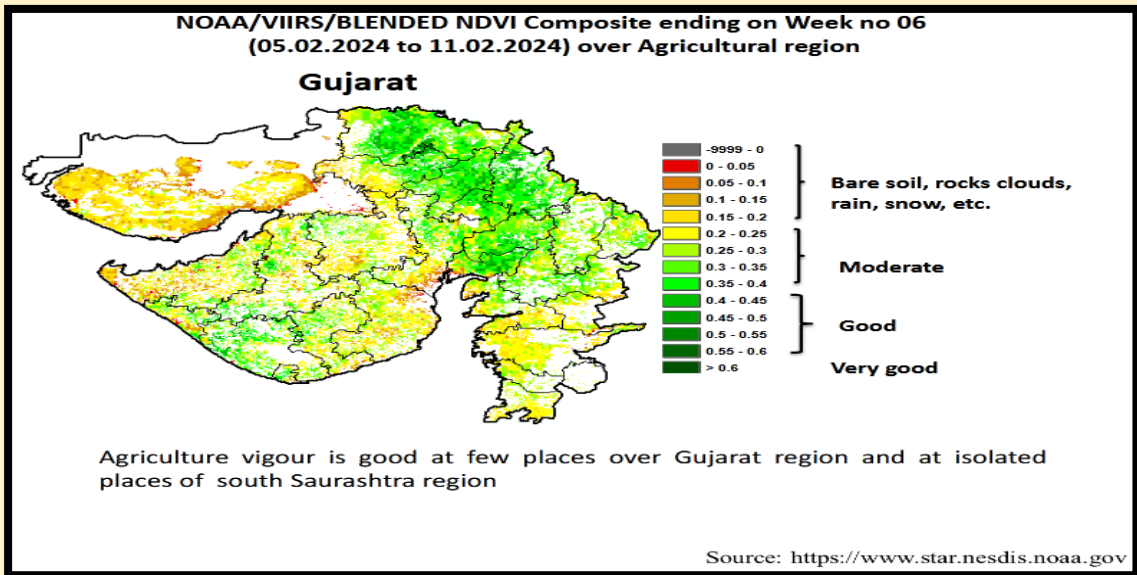 NOAA/VIIRS/BLENDED NDVI Composite ending on Week no 06
(05.02.2024 to 11.02.2024) over Agricultural region
Gujarat
-9999 - 0
0 - 0.05
0.05 - 0.1
0.1 - 0.15
0.15 - 0.2
0.2 - 0.25
0.25 - 0.3
0.3 - 0.35
0.35 - 0.4
0.4 - 0.45
0.45 - 0.5
0.5 - 0.55
0.55 - 0.6
> 0.6
Bare soil, rocks clouds,
rain, snow, etc.
Moderate
Good
Very good
Agriculture vigour is good at few places over Gujarat region and at isolated
places of south Saurashtra region
Source: https://www.star.nesdis.noaa.gov